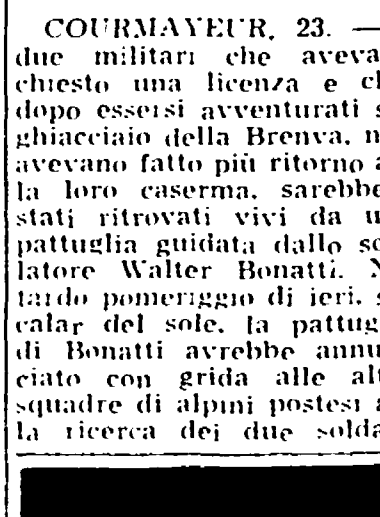 COURMAYEUR, 23. —
due militari che aveva
chiesto una licenza e ch
dopo essersi avventurati s
ghiacciaio della Brenva, n
avevano fatto più ritorno a
la loro caserma, sarebbe
stati ritrovati vivi da u
pattuglia guidata dallo sc
latore Walter Bonatti. N
tardo pomeriggio di ieri, s
calar del sole, la pattug
di Bonatti avrebbe annu
ciato con grida alle alt
squadre di alpini postesi a
la ricerca dei due solda